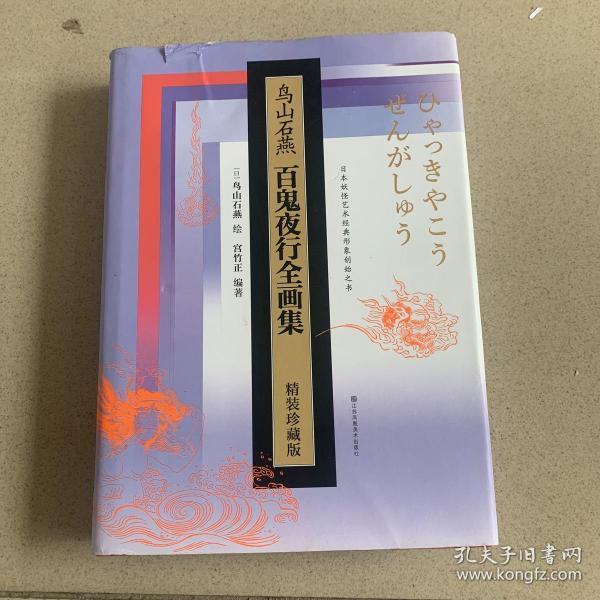 ひゃっきやこう
ぜんがしゅう
日本妖怪艺术经典形象创始之书
鸟山石燕 百鬼夜行全画集 精装珍藏版
[日]鸟山石燕 绘 宫竹正 编著
江苏凤凰美术出版社
孔夫子旧书网
www.kongfz.com